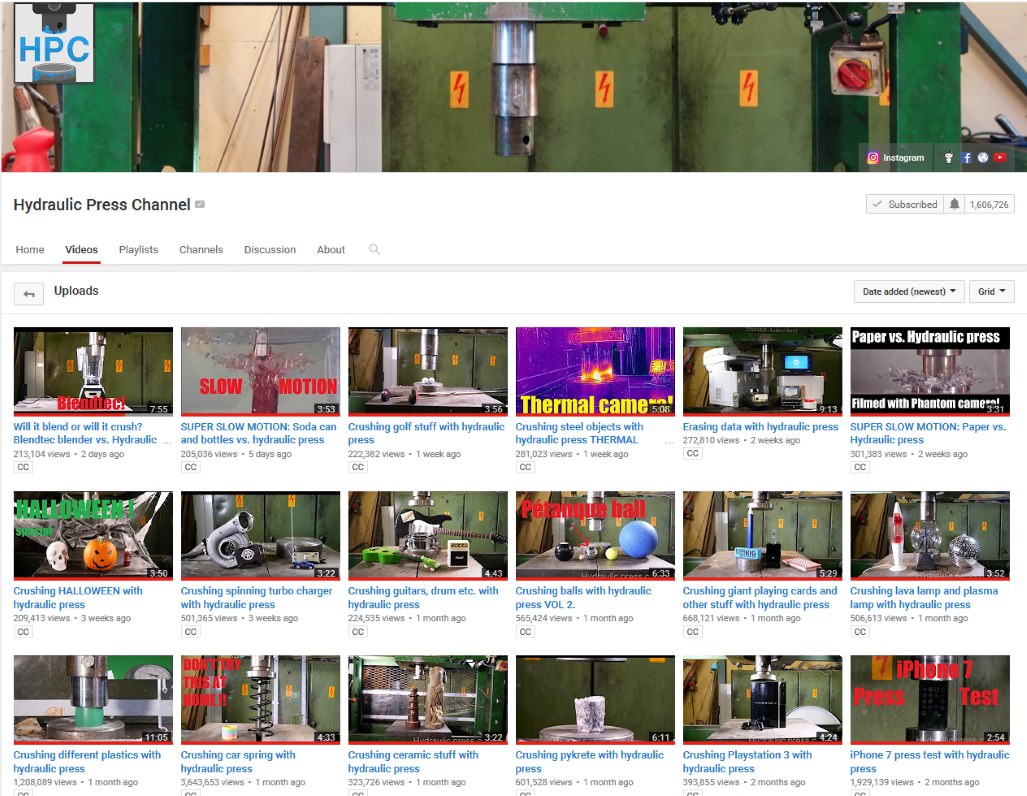 HPC
Instagram
Hydraulic Press Channel
Subscribed 1,606,726
Home Videos Playlists Channels Discussion About
Uploads
Date added (newest) Grid
Blendtec!
7:55
SLOW MOTION
3:53
3:56
Thermal camera!
5:08
9:13
Paper vs. Hydraulic press
Filmed with Phantom camera!
3:31
Will it blend or will it crush?
Blendtec blender vs. Hydraulic ...
213,104 views • 2 days ago
CC
SUPER SLOW MOTION: Soda can
and bottles vs. hydraulic press
205,036 views • 5 days ago
CC
Crushing golf stuff with hydraulic
press
222,382 views • 1 week ago
CC
Crushing steel objects with
hydraulic press THERMAL ...
281,023 views • 1 week ago
CC
Erasing data with hydraulic press
272,810 views • 2 weeks ago
CC
SUPER SLOW MOTION: Paper vs.
Hydraulic press
301,383 views • 2 weeks ago
CC
HALLOWEEN !
special
3:50
3:22
4:43
Pétanque ball
6:33
5:29
3:52
Crushing HALLOWEEN with
hydraulic press
209,413 views • 3 weeks ago
CC
Crushing spinning turbo charger
with hydraulic press
501,365 views • 3 weeks ago
CC
Crushing guitars, drum etc. with
hydraulic press
224,535 views • 1 month ago
CC
Crushing balls with hydraulic
press VOL 2.
565,424 views • 1 month ago
CC
Crushing giant playing cards and
other stuff with hydraulic press
668,121 views • 1 month ago
CC
Crushing lava lamp and plasma
lamp with hydraulic press
506,613 views • 1 month ago
CC
11:05
DON'T TRY
THIS AT
HOME !!
4:33
3:22
6:11
4:24
iPhone 7
Press Test
2:54
Crushing different plastics with
hydraulic press
1,208,089 views • 1 month ago
CC
Crushing car spring with
hydraulic press
3,643,653 views • 1 month ago
CC
Crushing ceramic stuff with
hydraulic press
323,726 views • 1 month ago
CC
Crushing pykrete with hydraulic
press
601,528 views • 1 month ago
CC
Crushing Playstation 3 with
hydraulic press
393,855 views • 2 months ago
CC
iPhone 7 press test with hydraulic
press
1,929,139 views • 2 months ago
CC